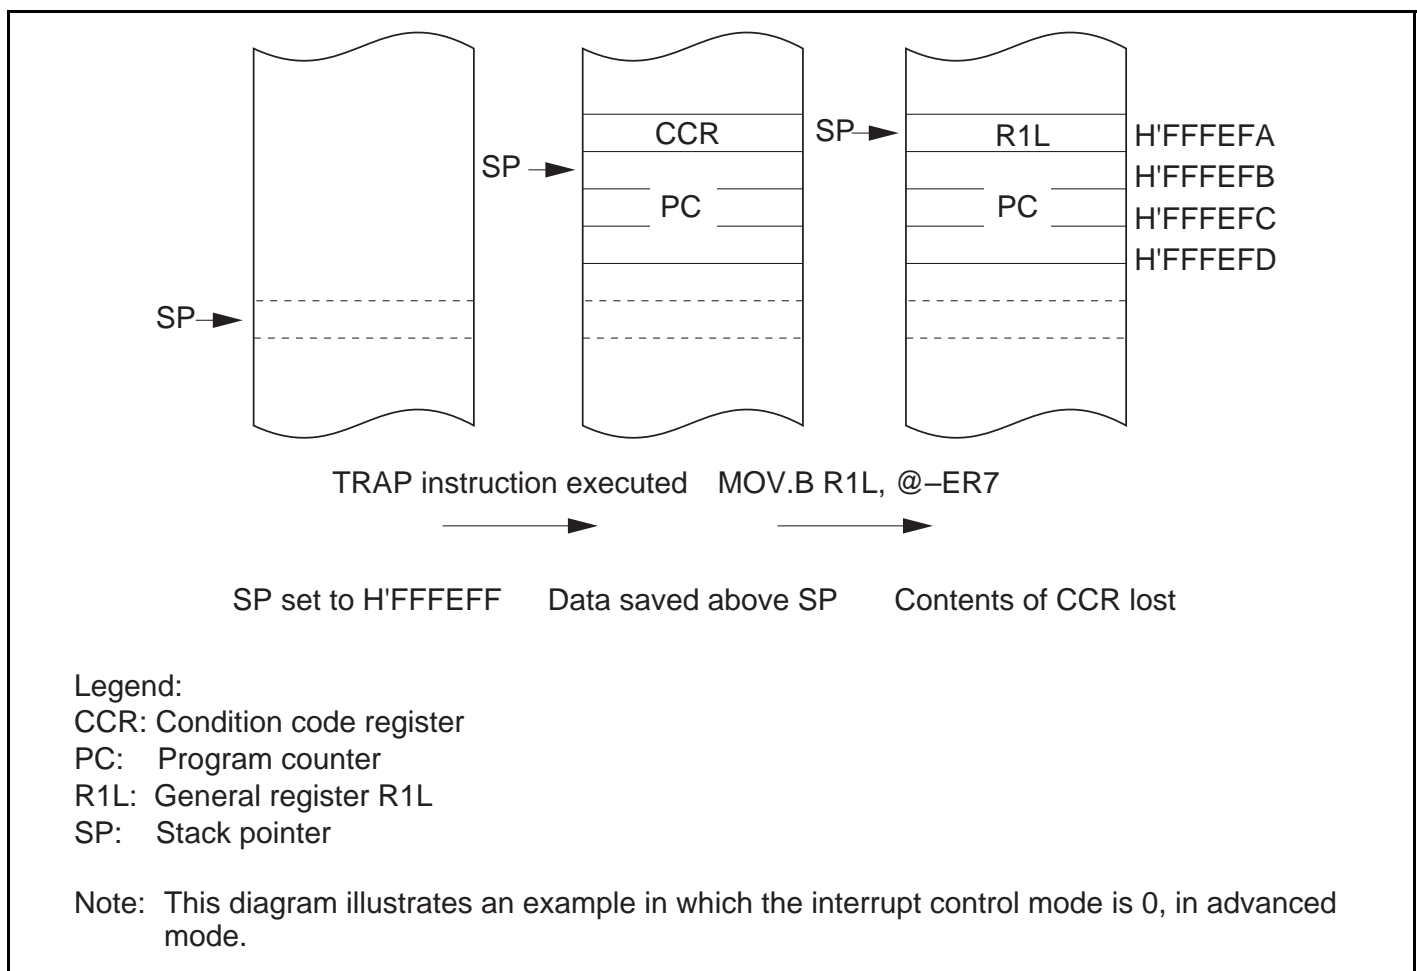 CCR
SP
R1L
H'FFFEFA
SP
H'FFFEFB
PC
PC
H'FFFEFC
H'FFFEFD
SP
TRAP instruction executed MOV.B R1L, @–ER7
SP set to H'FFFEFF Data saved above SP Contents of CCR lost
Legend:
CCR: Condition code register
PC: Program counter
R1L: General register R1L
SP: Stack pointer
Note: This diagram illustrates an example in which the interrupt control mode is 0, in advanced
mode.